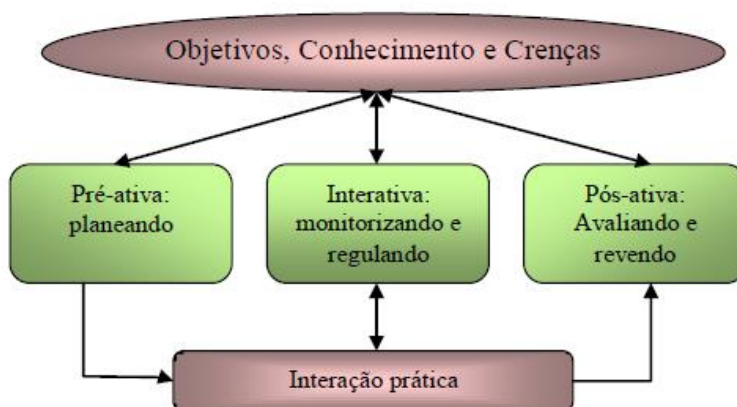 Objetivos, Conhecimento e Crenças
Pré-ativa:
planeando
Interativa:
monitorizando e
regulando
Pós-ativa:
Avaliando e
revendo
Interação prática